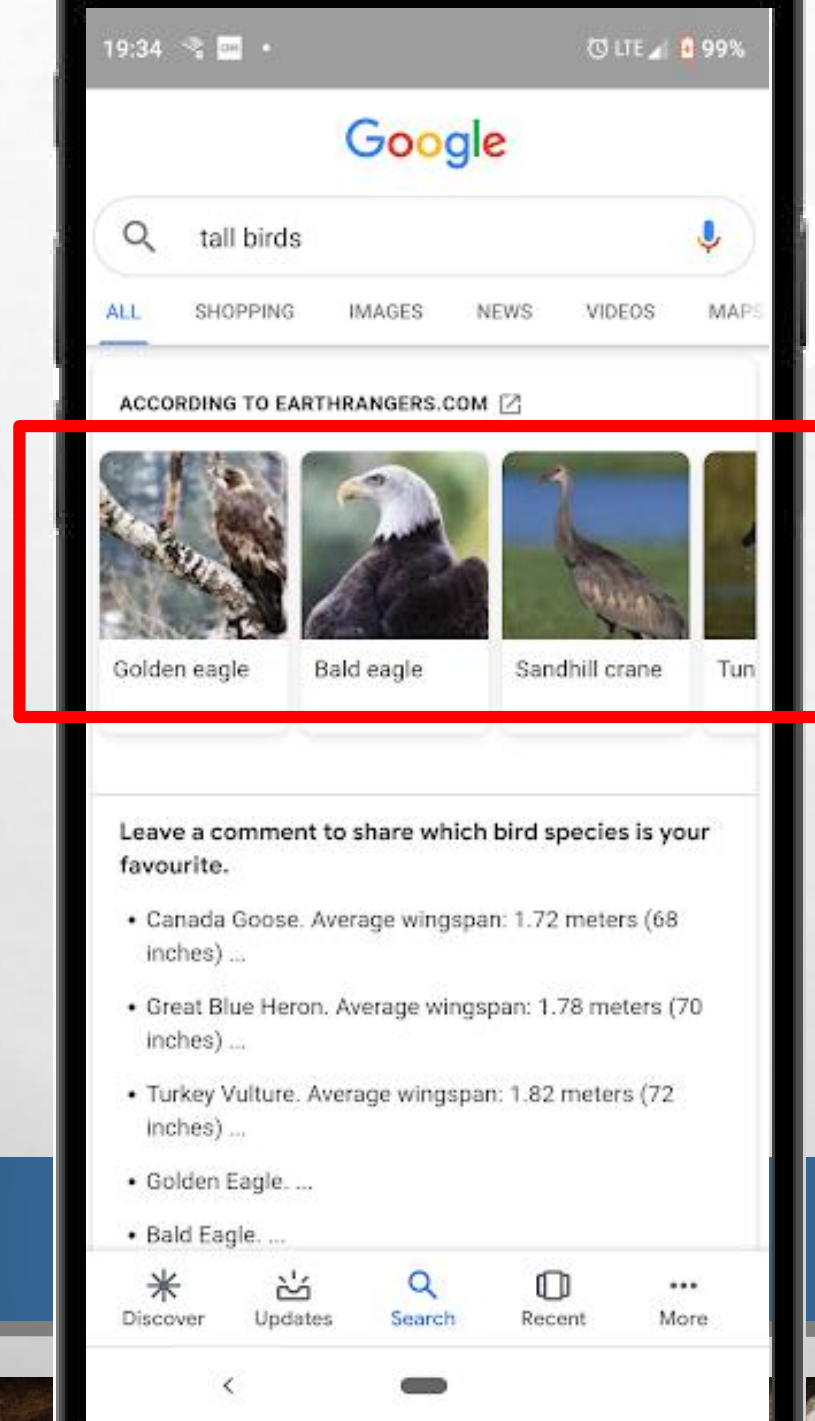 19:34 LTE 99%
Google
tall birds
ALL SHOPPING IMAGES NEWS VIDEOS MAPS
ACCORDING TO EARTHRANGERS.COM
Golden eagle Bald eagle Sandhill crane Tun
Leave a comment to share which bird species is your
favourite.
• Canada Goose. Average wingspan: 1.72 meters (68
inches) ...
• Great Blue Heron. Average wingspan: 1.78 meters (70
inches) ...
• Turkey Vulture. Average wingspan: 1.82 meters (72
inches) ...
• Golden Eagle. ...
• Bald Eagle. ...
Discover Updates Search Recent More